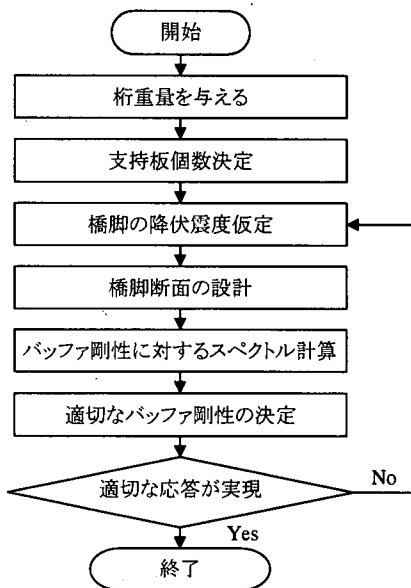 開始
桁重量を与える
支持板個数決定
橋脚の降伏震度仮定
橋脚断面の設計
バッファ剛性に対するスペクトル計算
適切なバッファ剛性の決定
適切な応答が実現
No
Yes
終了